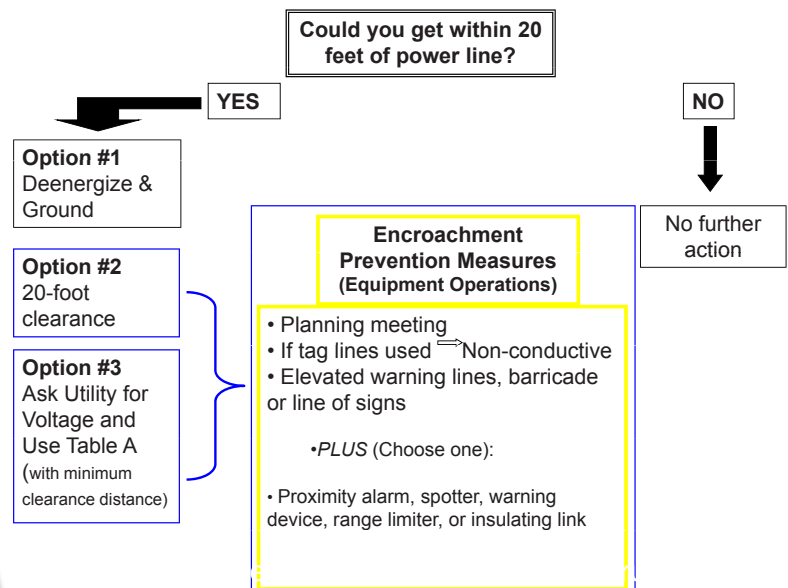 Could you get within 20
feet of power line?
YES
NO
Option #1
Deenergize &
Ground
No further
action
Option #2
20-foot
clearance
Option #3
Ask Utility for
Voltage and
Use Table A
(with minimum
clearance distance)
Encroachment
Prevention Measures
(Equipment Operations)
• Planning meeting
• If tag lines used ⇒Non-conductive
• Elevated warning lines, barricade
or line of signs
•PLUS (Choose one):
• Proximity alarm, spotter, warning
device, range limiter, or insulating link